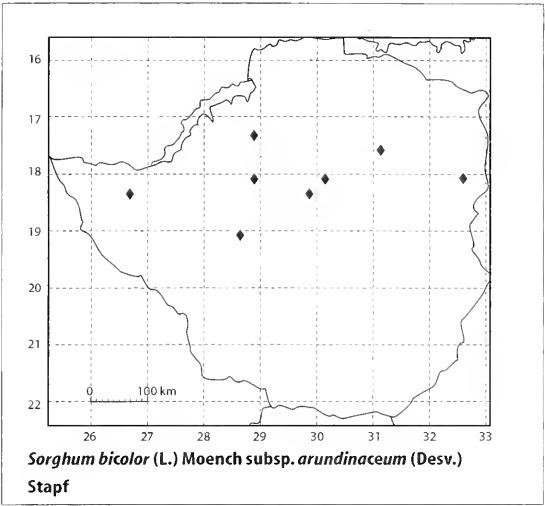 16
17
18
19
20
21
22
0 100 km
26 27 28 29 30 31 32 33
Sorghum bicolor (L.) Moench subsp. arundinaceum (Desv.)
Stapf